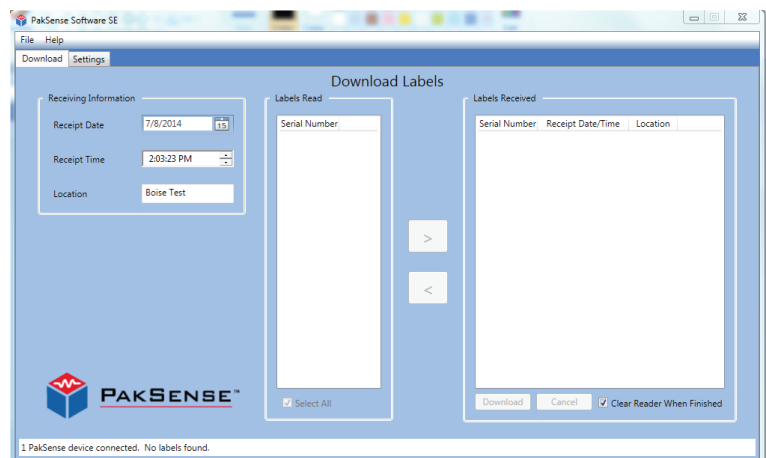 PakSense Software SE
File Help
Download Settings
Download Labels
Receiving Information
Receipt Date 7/8/2014 15
Receipt Time 2:03:23 PM
Location Boise Test
Labels Read
Serial Number
Select All
>
<
Labels Received
Serial Number Receipt Date/Time Location
Download Cancel Clear Reader When Finished
PAKSENSE™
1 PakSense device connected. No labels found.